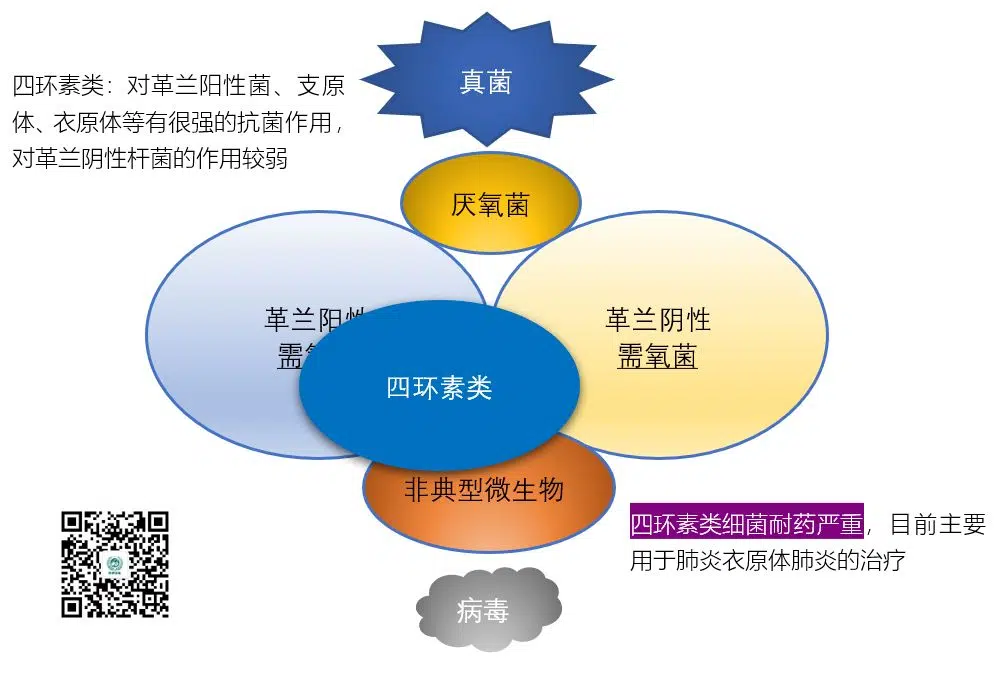 真菌
四环素类：对革兰阳性菌、支原
体、衣原体等有很强的抗菌作用，
对革兰阴性杆菌的作用较弱
厌氧菌
革兰阳性
需氧
革兰阴性
需氧菌
四环素类
非典型微生物
四环素类细菌耐药严重，目前主要
用于肺炎衣原体肺炎的治疗
病毒